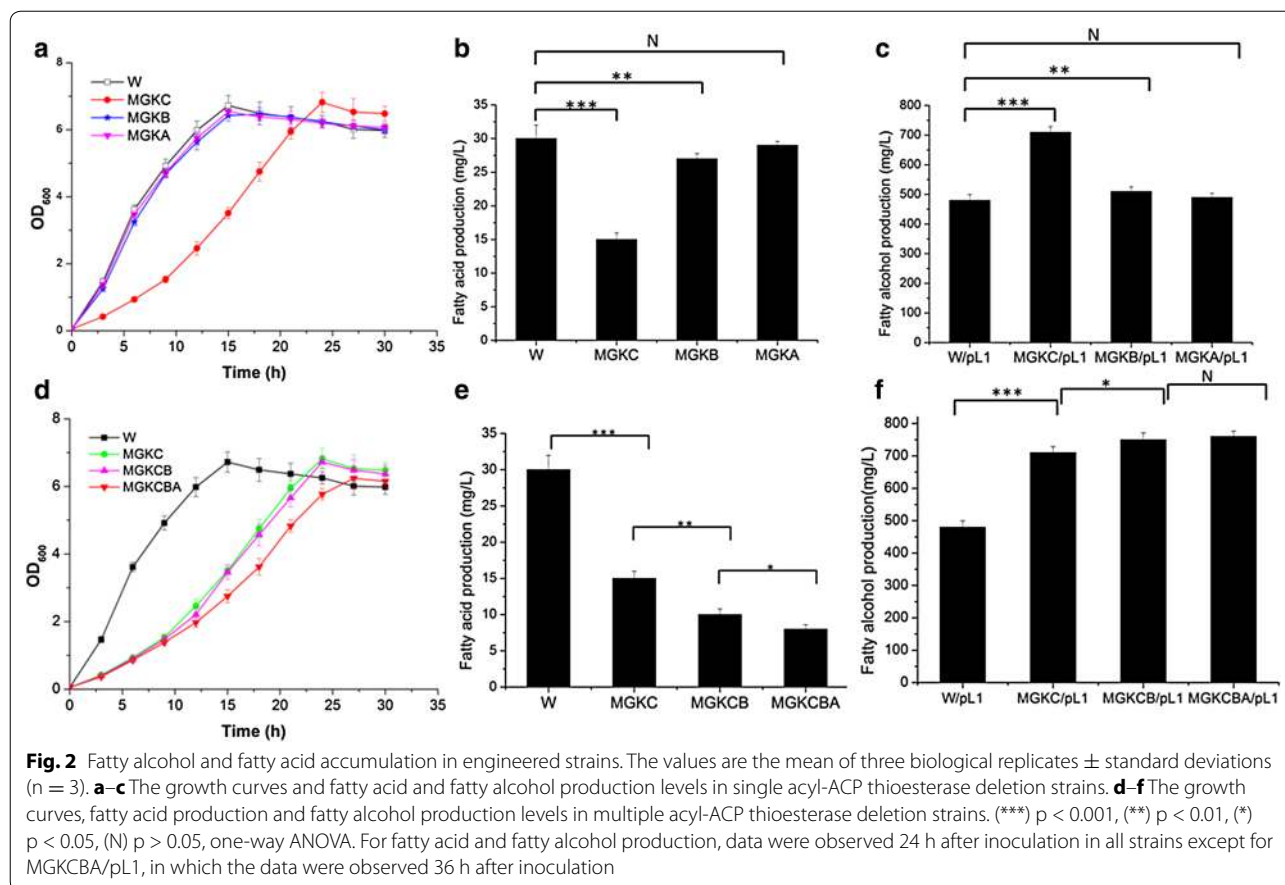 a
W
MGKC
MGKB
MGKA
OD600
8
6
4
2
0
0 5 10 15 20 25 30 35
Time (h)
b
N
**
***
Fatty acid production (mg/L)
35
30
25
20
15
10
5
0
W MGKC MGKB MGKA
c
N
**
***
Fatty alcohol production (mg/L)
800
700
600
500
400
300
200
100
0
W/pL1 MGKC/pL1 MGKB/pL1 MGKA/pL1
d
W
MGKC
MGKCB
MGKCBA
OD600
8
6
4
2
0
0 5 10 15 20 25 30 35
Time (h)
e
***
**
*
Fatty acid production (mg/L)
35
30
25
20
15
10
5
0
W MGKC MGKCB MGKCBA
f
***
*
N
Fatty alcohol production(mg/L)
800
700
600
500
400
300
200
100
0
W/pL1 MGKC/pL1 MGKCB/pL1 MGKCBA/pL1
Fig. 2 Fatty alcohol and fatty acid accumulation in engineered strains. The values are the mean of three biological replicates ± standard deviations
(n = 3). a–c The growth curves and fatty acid and fatty alcohol production levels in single acyl-ACP thioesterase deletion strains. d–f The growth
curves, fatty acid production and fatty alcohol production levels in multiple acyl-ACP thioesterase deletion strains. (***) p < 0.001, (**) p < 0.01, (*)
p < 0.05, (N) p > 0.05, one-way ANOVA. For fatty acid and fatty alcohol production, data were observed 24 h after inoculation in all strains except for
MGKCBA/pL1, in which the data were observed 36 h after inoculation